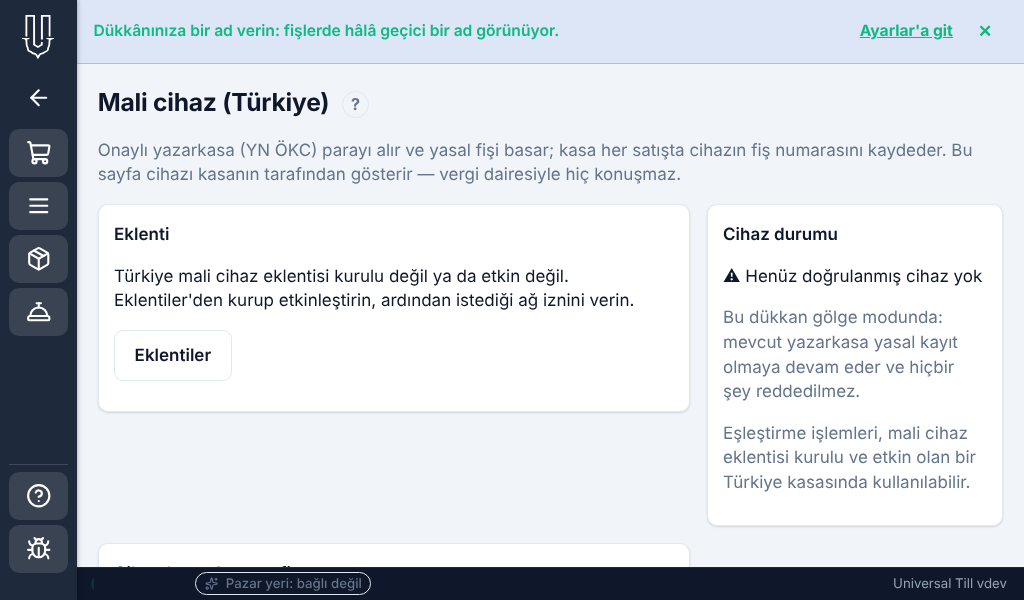 Dükkânınıza bir ad verin: fişlerde hâlâ geçici bir ad görünüyor.
Ayarlar'a git
Mali cihaz (Türkiye)
?
Onaylı yazarkasa (YN ÖKC) parayı alır ve yasal fişi basar; kasa her satışta cihazın fiş numarasını kaydeder. Bu
sayfa cihazı kasanın tarafından gösterir — vergi dairesiyle hiç konuşmaz.
Eklenti
Türkiye mali cihaz eklentisi kurulu değil ya da etkin değil.
Eklentiler'den kurup etkinleştirin, ardından istediği ağ iznini verin.
Eklentiler
Cihaz durumu
Henüz doğrulanmış cihaz yok
Bu dükkan gölge modunda:
mevcut yazarkasa yasal kayıt
olmaya devam eder ve hiçbir
şey reddedilmez.
Eşleştirme işlemleri, mali cihaz
eklentisi kurulu ve etkin olan bir
Türkiye kasasında kullanılabilir.
Pazar yeri: bağlı değil
Universal Till vdev